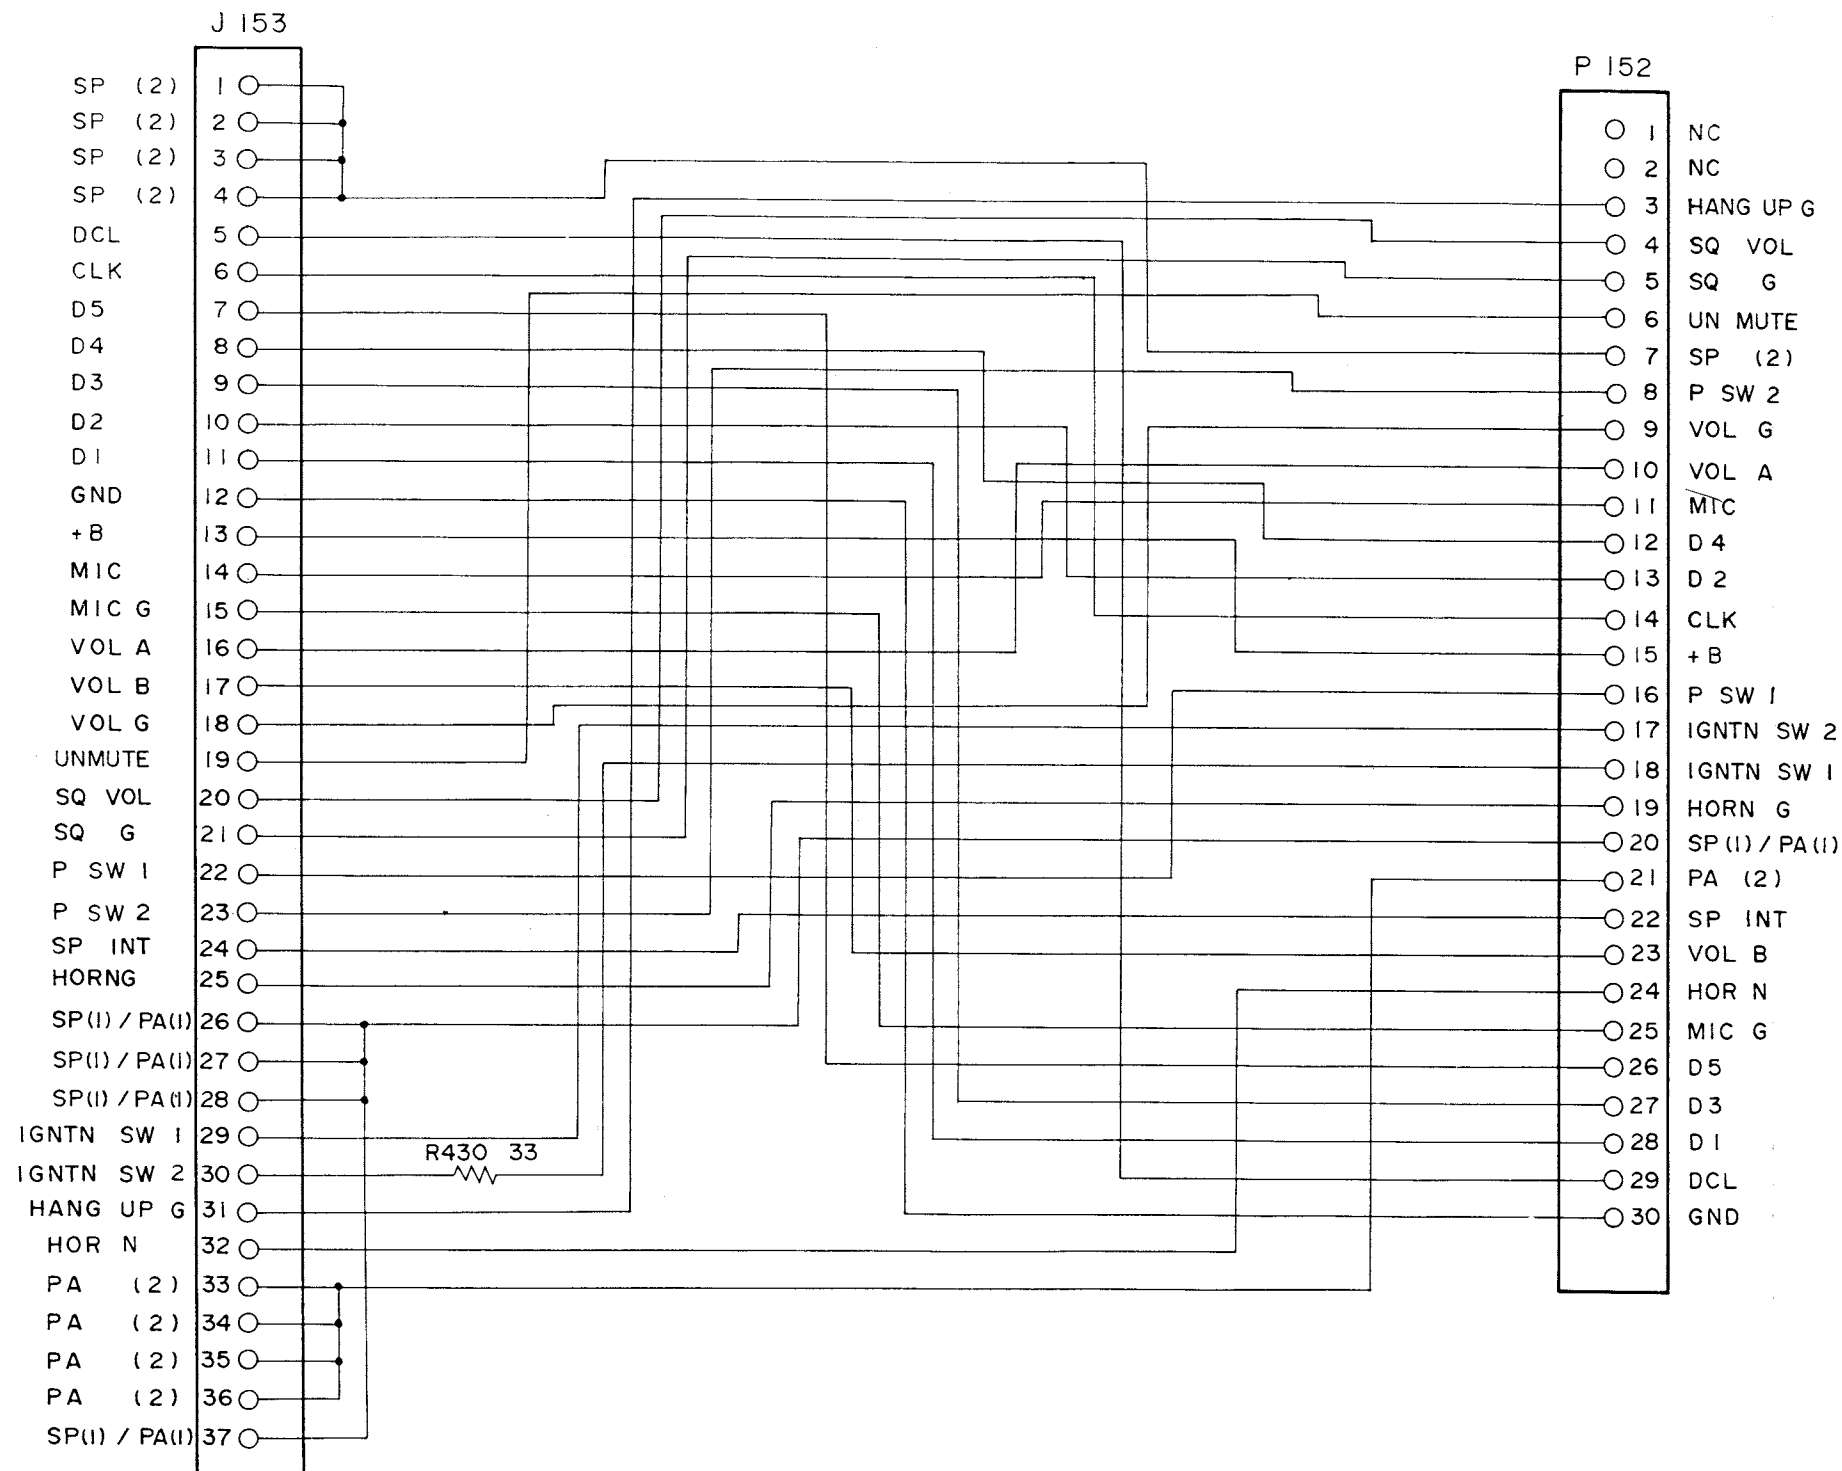 J 153
SP (2) 1
SP (2) 2
SP (2) 3
SP (2) 4
DCL 5
CLK 6
D5 7
D4 8
D3 9
D2 10
D1 11
GND 12
+B 13
MIC 14
MIC G 15
VOL A 16
VOL B 17
VOL G 18
UNMUTE 19
SQ VOL 20
SQ G 21
P SW 1 22
P SW 2 23
SP INT 24
HORNG 25
SP(1) / PA(1) 26
SP(1) / PA(1) 27
SP(1) / PA(1) 28
IGNTN SW 1 29
IGNTN SW 2 30
HANG UP G 31
HOR N 32
PA (2) 33
PA (2) 34
PA (2) 35
PA (2) 36
SP(1) / PA(1) 37
R430 33
P 152
1 NC
2 NC
3 HANG UP G
4 SQ VOL
5 SQ G
6 UN MUTE
7 SP (2)
8 P SW 2
9 VOL G
10 VOL A
11 MIC
12 D4
13 D2
14 CLK
15 +B
16 P SW 1
17 IGNTN SW 2
18 IGNTN SW 1
19 HORN G
20 SP(1) / PA(1)
21 PA (2)
22 SP INT
23 VOL B
24 HOR N
25 MIC G
26 D5
27 D3
28 D1
29 DCL
30 GND